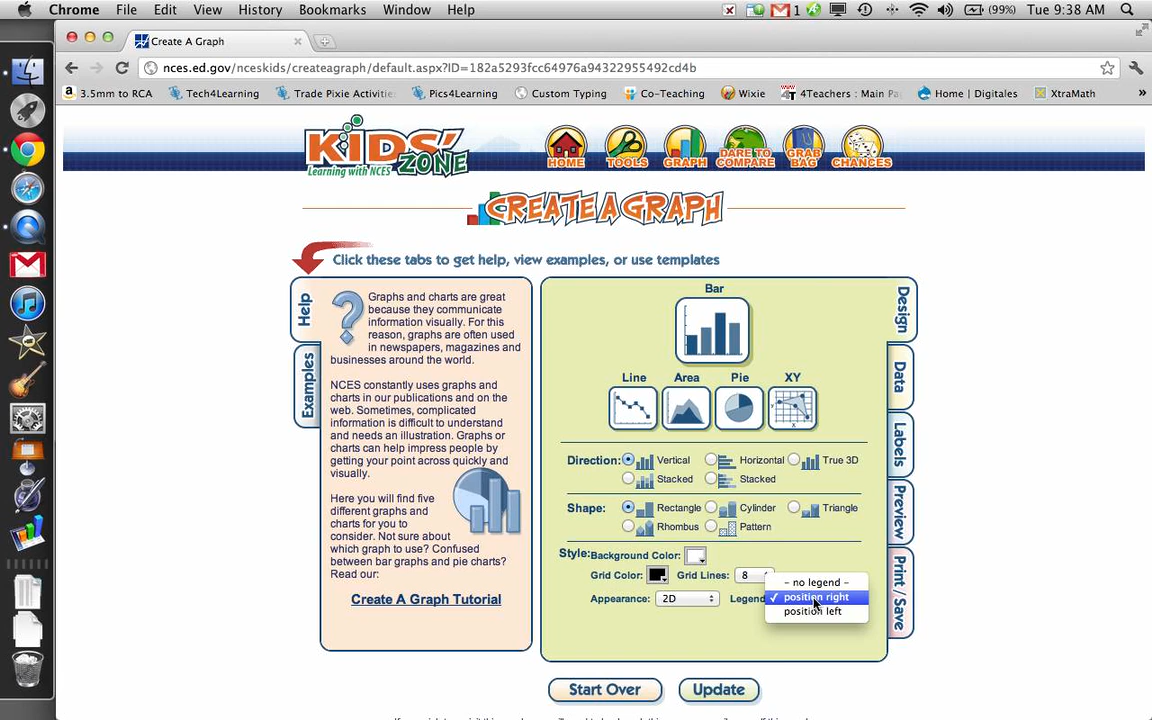 Chrome File Edit View History Bookmarks Window Help 1 (99%) Tue 9:38 AM
Create A Graph
nces.ed.gov/nceskids/createagraph/default.aspx?ID=182a5293fcc64976a94322955492cd4b
3.5mm to RCA Tech4Learning Trade Pixie Activitie Pics4Learning Custom Typing Co-Teaching Wixie 4Teachers : Main Pa Home | Digitales XtraMath »
KIDS' ZONE
Learning with NCES
HOME TOOLS GRAPH DARE TO COMPARE GRAB BAG CHANCES
CREATE A GRAPH
Click these tabs to get help, view examples, or use templates
Help
Examples
Graphs and charts are great
because they communicate
information visually. For this
reason, graphs are often used
in newspapers, magazines and
businesses around the world.
NCES constantly uses graphs and
charts in our publications and on the
web. Sometimes, complicated
information is difficult to understand
and needs an illustration. Graphs or
charts can help impress people by
getting your point across quickly and
visually.
Here you will find five
different graphs and
charts for you to
consider. Not sure about
which graph to use? Confused
between bar graphs and pie charts?
Read our:
Create A Graph Tutorial
Bar
Line Area Pie XY
Direction: Vertical Horizontal True 3D
Stacked Stacked
Shape: Rectangle Cylinder Triangle
Rhombus Pattern
Style: Background Color:
Grid Color: Grid Lines: 8
Appearance: 2D Legend
– no legend –
✓ position right
position left
Design
Data
Labels
Preview
Print / Save
Start Over Update